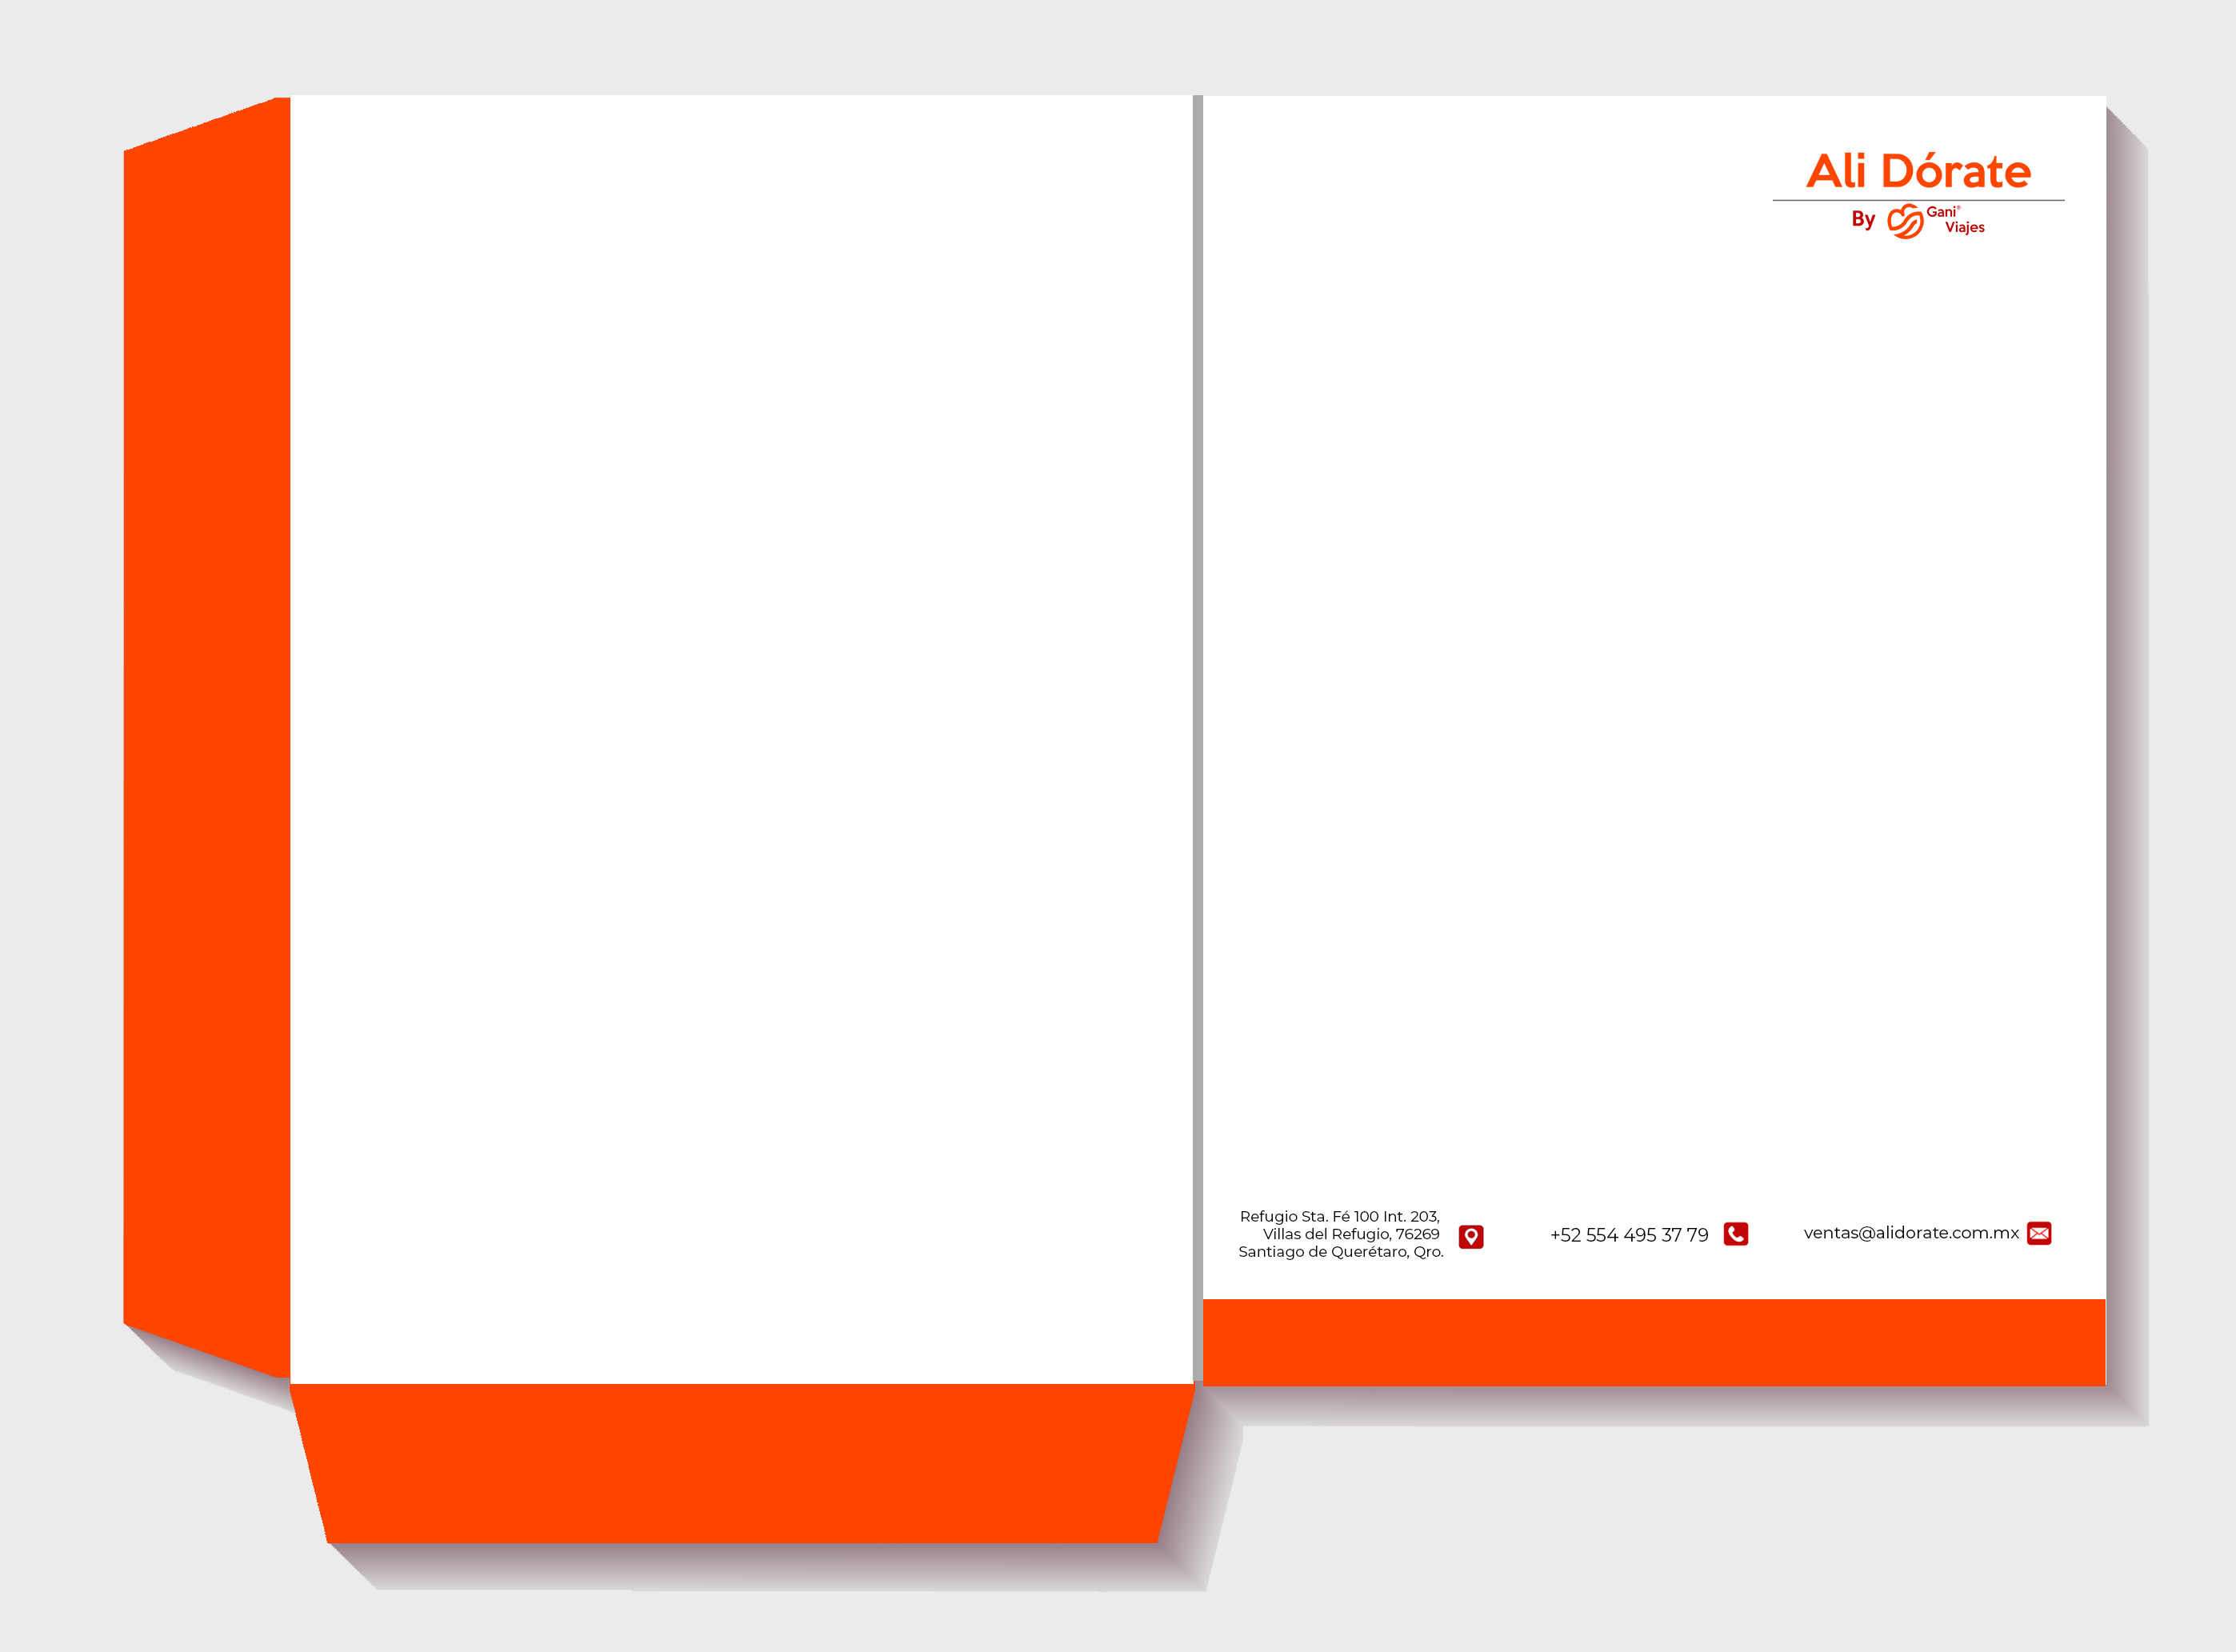 Ali Dórate
By Gani®
Viajes
Refugio Sta. Fé 100 Int. 203,
Villas del Refugio, 76269
Santiago de Querétaro, Qro.
+52 554 495 37 79
ventas@alidorate.com.mx